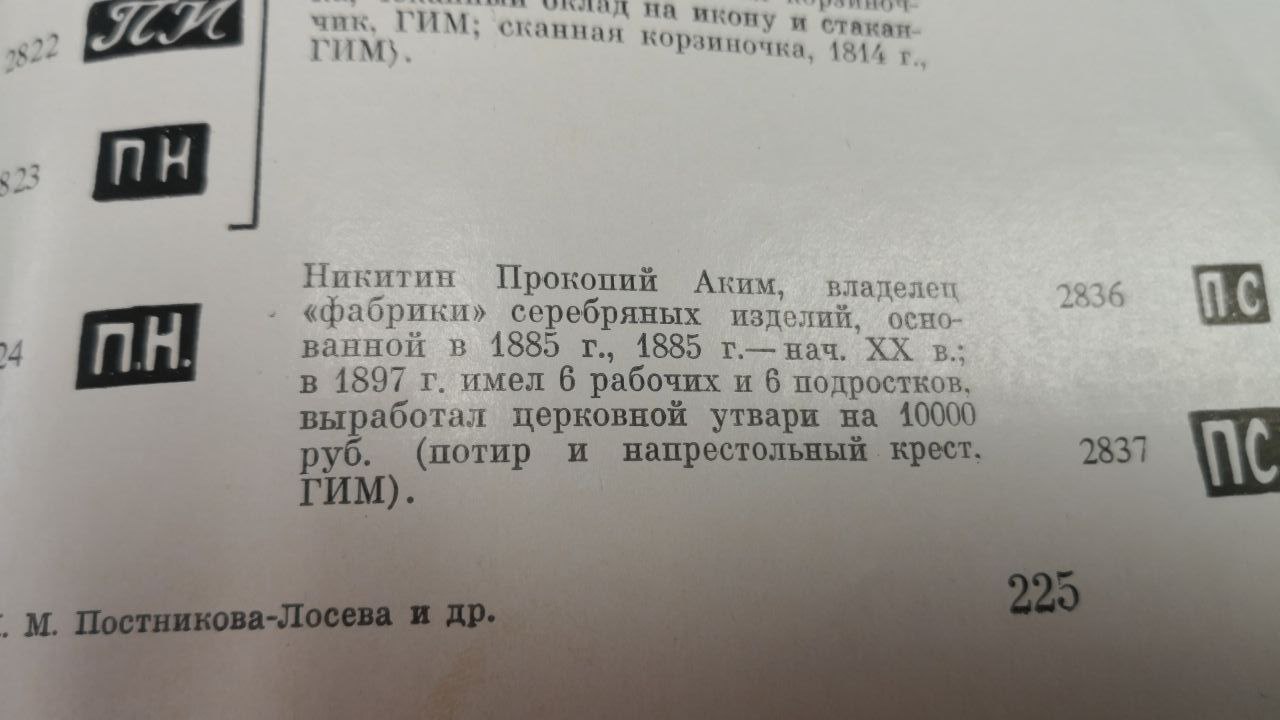 оклад на икону и стакан-
чик, ГИМ; сканная корзиночка, 1814 г.,
ГИМ).
2822
ПН
823
ПН
Никитин Прокопий Аким, владелец
«фабрики» серебряных изделий, осно-
ванной в 1885 г., 1885 г.— нач. XX в.;
в 1897 г. имел 6 рабочих и 6 подростков,
выработал церковной утвари на 10000
руб. (потир и напрестольный крест,
ГИМ).
24
П.Н.
2836
П.С
2837
ПС
М. Постникова-Лосева и др.
225